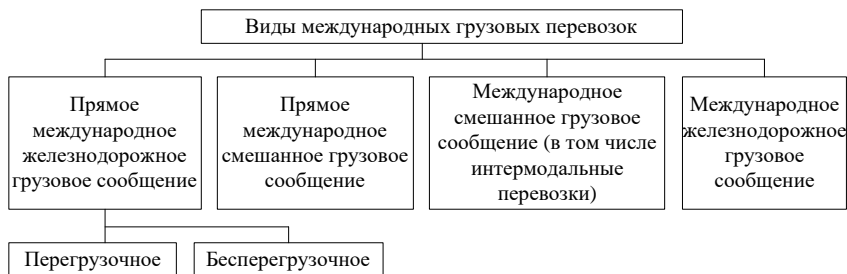 Виды международных грузовых перевозок
Прямое
международное
железнодорожное
грузовое сообщение
Прямое
международное
смешанное грузовое
сообщение
Международное
смешанное грузовое
сообщение (в том числе
интермодальные
перевозки)
Международное
железнодорожное
грузовое
сообщение
Перегрузочное
Бесперегрузочное